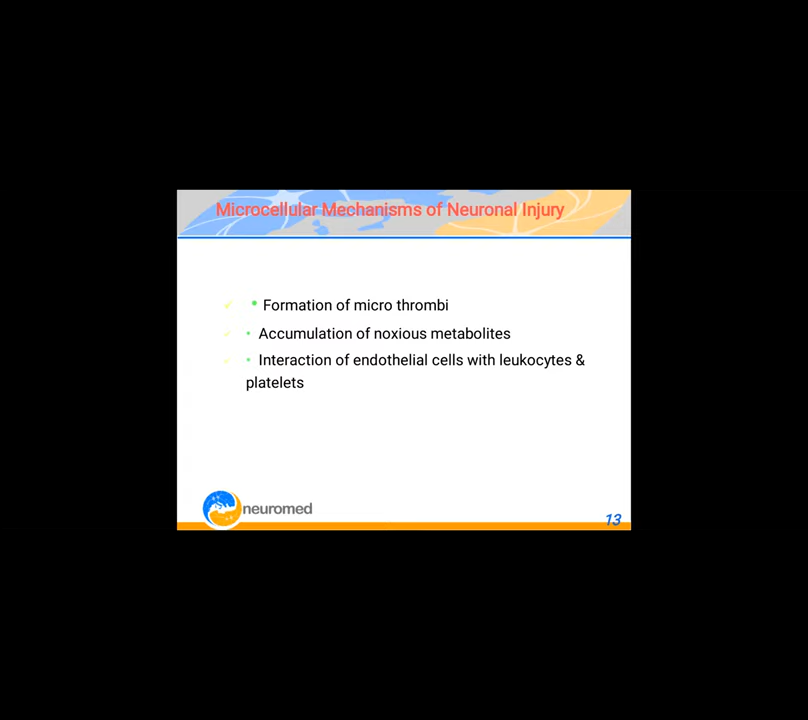 Microcellular Mechanisms of Neuronal Injury
✓ • Formation of micro thrombi
✓ • Accumulation of noxious metabolites
✓ • Interaction of endothelial cells with leukocytes &
platelets
neuromed
13